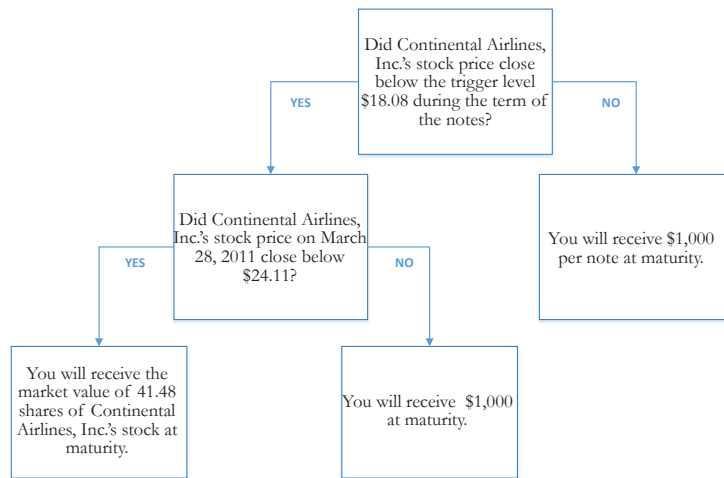 Did Continental Airlines,
Inc.'s stock price close
below the trigger level
$18.08 during the term of
the notes?
YES
NO
Did Continental Airlines,
Inc.'s stock price on March
28, 2011 close below
$24.11?
You will receive $1,000
per note at maturity.
YES
NO
You will receive the
market value of 41.48
shares of Continental
Airlines, Inc.'s stock at
maturity.
You will receive $1,000
at maturity.